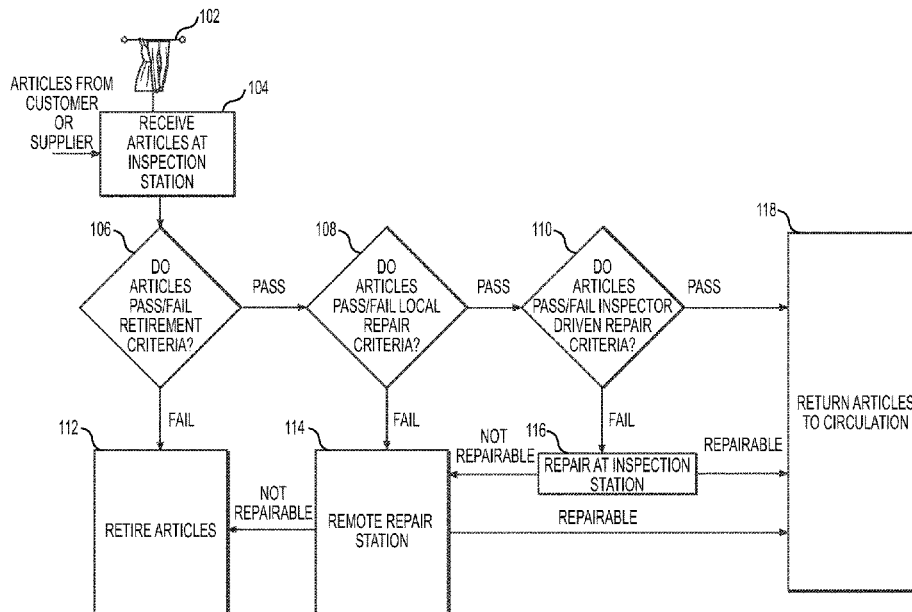 102
ARTICLES FROM
CUSTOMER
OR
SUPPLIER
104
RECEIVE
ARTICLES AT
INSPECTION
STATION
106
DO
ARTICLES
PASS/FAIL
RETIREMENT
CRITERIA?
PASS
108
DO
ARTICLES
PASS/FAIL LOCAL
REPAIR
CRITERIA?
PASS
110
DO
ARTICLES
PASS/FAIL INSPECTOR
DRIVEN REPAIR
CRITERIA?
PASS
118
RETURN ARTICLES
TO CIRCULATION
FAIL
FAIL
FAIL
112
RETIRE ARTICLES
NOT
REPAIRABLE
114
REMOTE REPAIR
STATION
NOT
REPAIRABLE
116
REPAIR AT INSPECTION
STATION
REPAIRABLE
REPAIRABLE